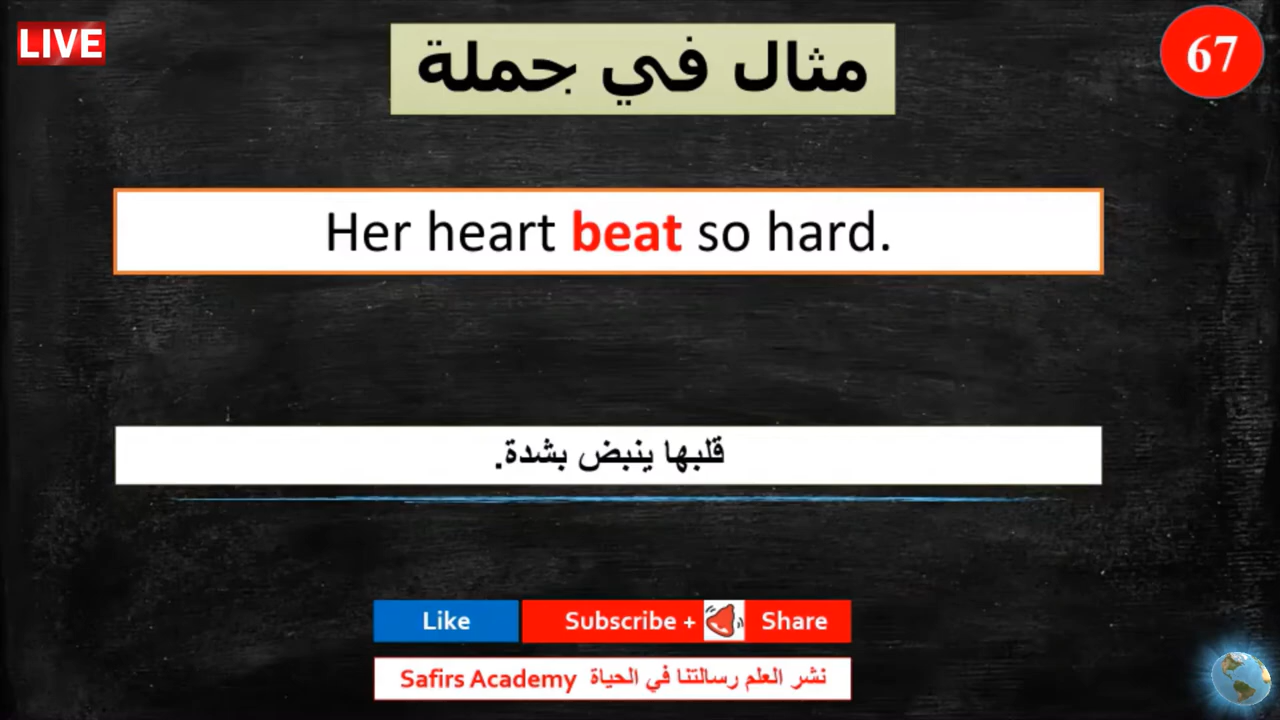 LIVE
مثال في جملة
67
Her heart beat so hard.
قلبها ينبض بشدة.
Like
Subscribe + Share
Safirs Academy نشر العلم رسالتنا في الحياة